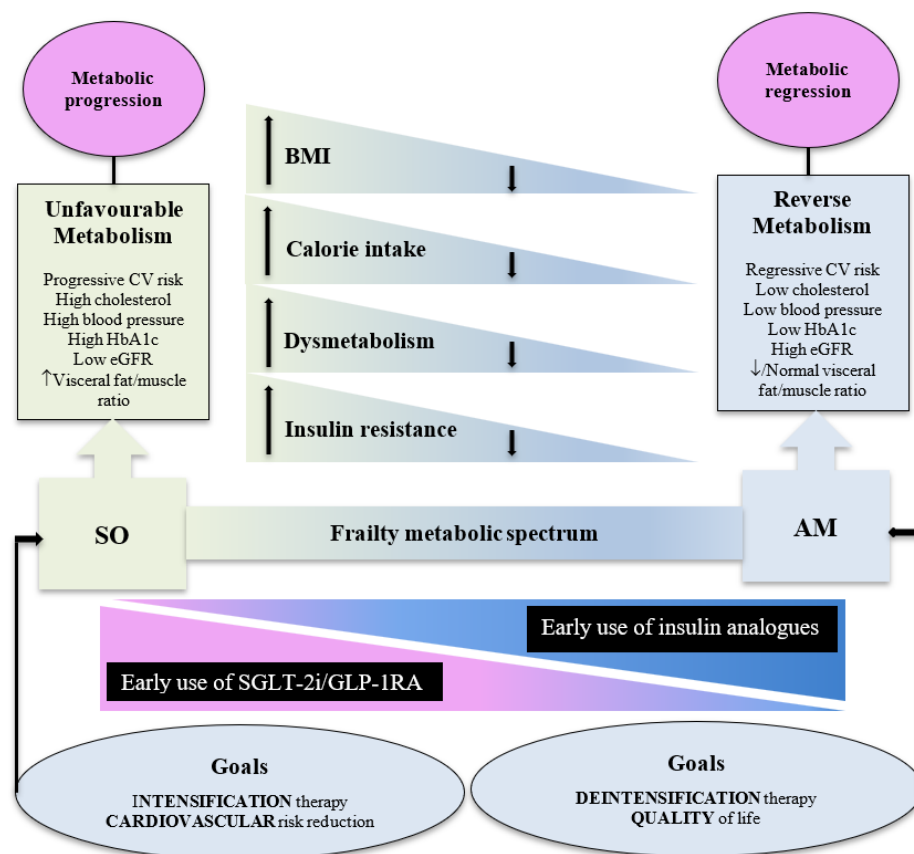 Metabolic
progression
Metabolic
regression
BMI
Unfavourable
Metabolism
Progressive CV risk
High cholesterol
High blood pressure
High HbA1c
Low eGFR
↑Visceral fat/muscle
ratio
Reverse
Metabolism
Regressive CV risk
Low cholesterol
Low blood pressure
Low HbA1c
High eGFR
↓/Normal visceral
fat/muscle ratio
Calorie intake
Dysmetabolism
Insulin resistance
SO
Frailty metabolic spectrum
AM
Early use of insulin analogues
Early use of SGLT-2i/GLP-1RA
Goals
INTENSIFICATION therapy
CARDIOVASCULAR risk reduction
Goals
DEINTENSIFICATION therapy
QUALITY of life